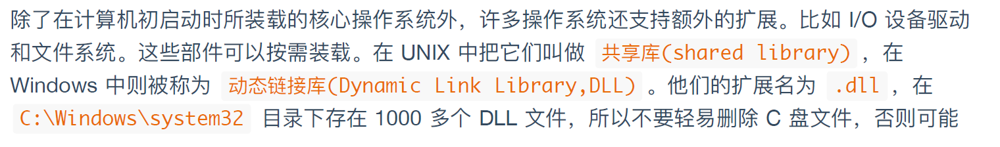 除了在计算机初启动时所装载的核心操作系统外，许多操作系统还支持额外的扩展。比如 I/O 设备驱动
和文件系统。这些部件可以按需装载。在 UNIX 中把它们叫做 共享库(shared library)，在
Windows 中则被称为 动态链接库(Dynamic Link Library,DLL)。他们的扩展名为 .dll，在
C:\Windows\system32 目录下存在 1000 多个 DLL 文件，所以不要轻易删除 C 盘文件，否则可能